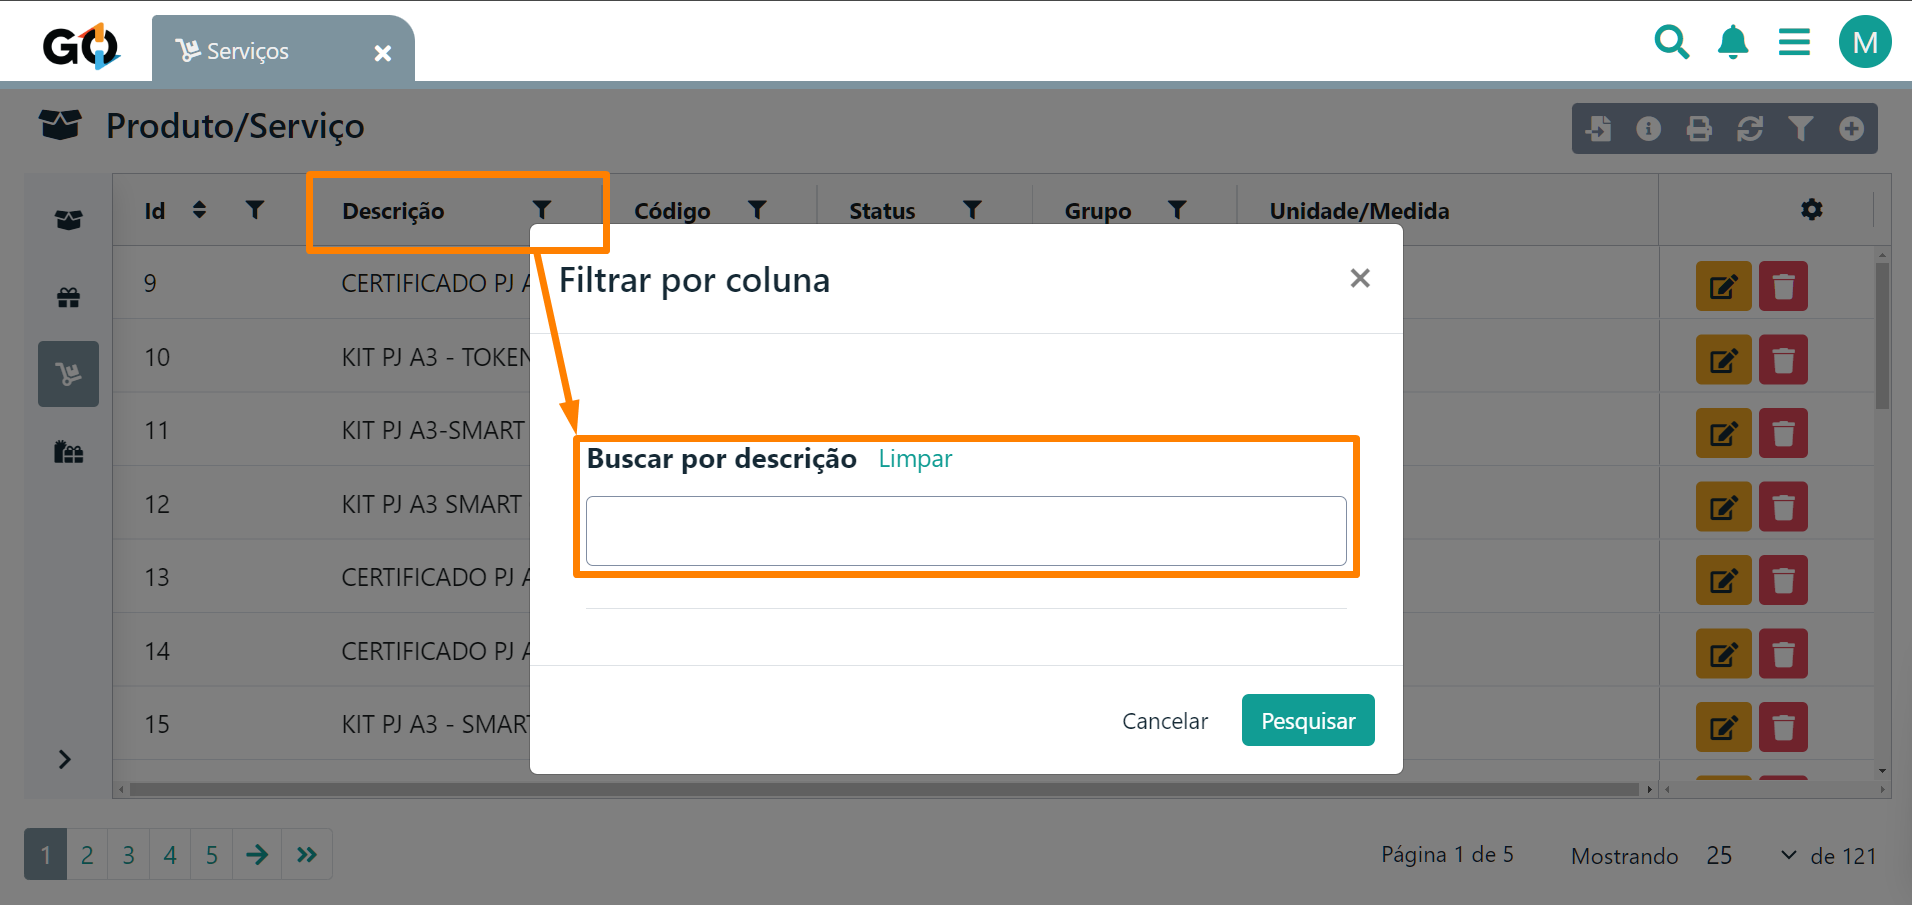 GO
Serviços
M
Produto/Serviço
Id Descrição Código Status Grupo Unidade/Medida
Filtrar por coluna
Buscar por descrição Limpar
Cancelar Pesquisar
9 CERTIFICADO PJ
10 KIT PJ A3 - TOKEN
11 KIT PJ A3-SMART
12 KIT PJ A3 SMART
13 CERTIFICADO PJ
14 CERTIFICADO PJ
15 KIT PJ A3 - SMART
1 2 3 4 5
Página 1 de 5 Mostrando 25 de 121